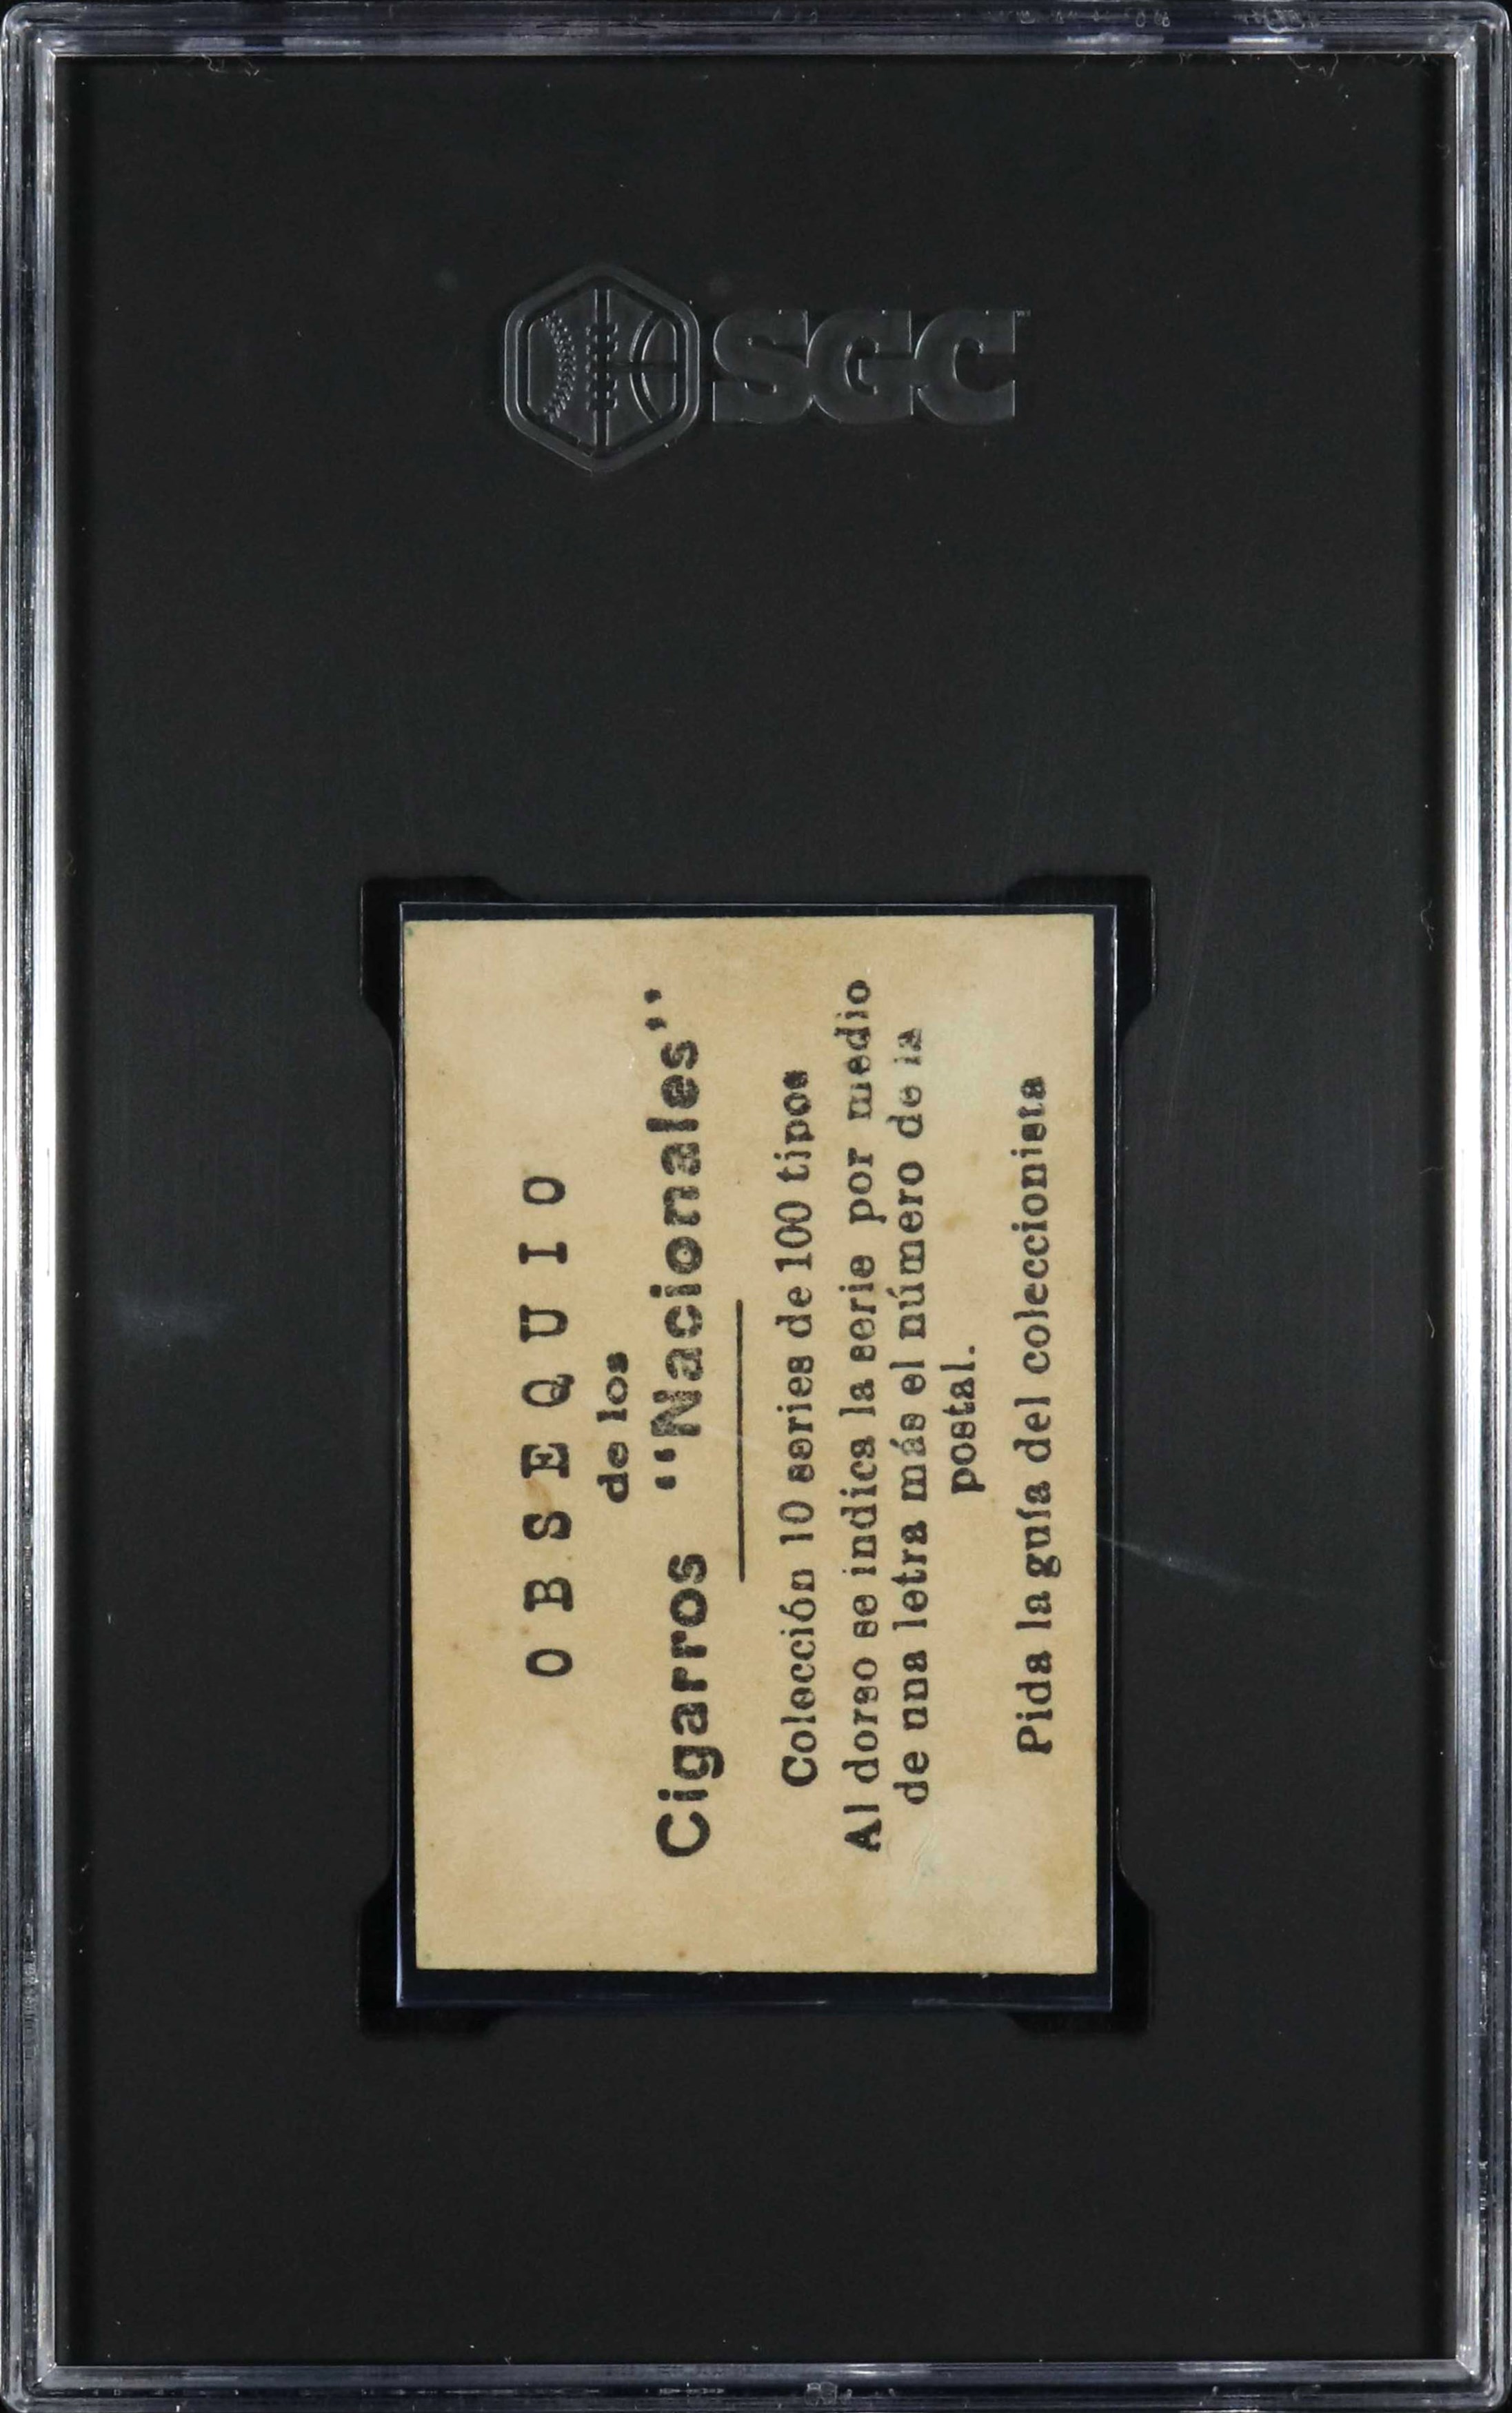 SGC
OBSEQUIO
de los
Cigarros "Nacionales"
Colección 10 series de 100 tipos
Al dorso se indica la serie por medio
de una letra más el número de la
postal.
Pida la guía del coleccionista